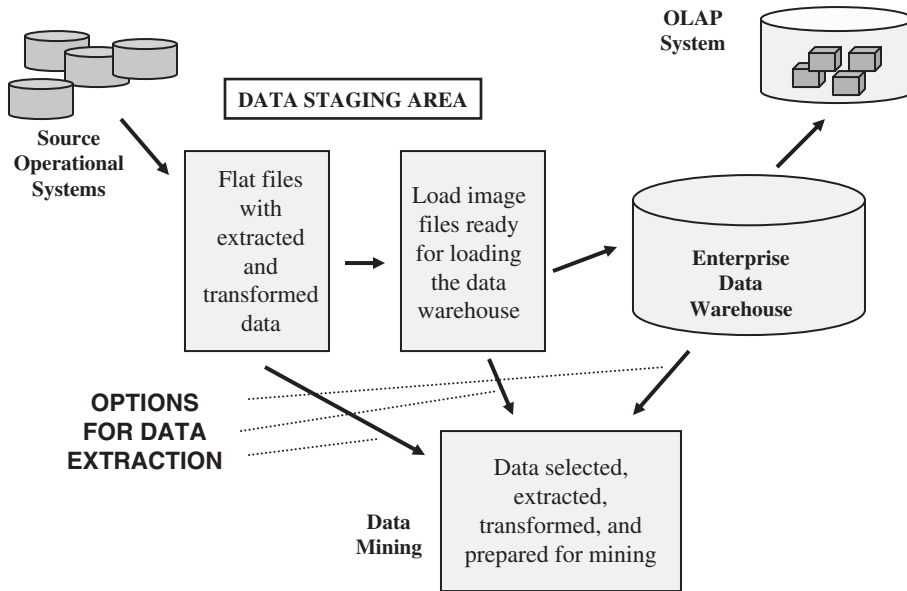 OLAP
System
DATA STAGING AREA
Source
Operational
Systems
Flat files
with
extracted
and
transformed
data
Load image
files ready
for loading
the data
warehouse
Enterprise
Data
Warehouse
OPTIONS
FOR DATA
EXTRACTION
Data
Mining
Data selected,
extracted,
transformed, and
prepared for mining